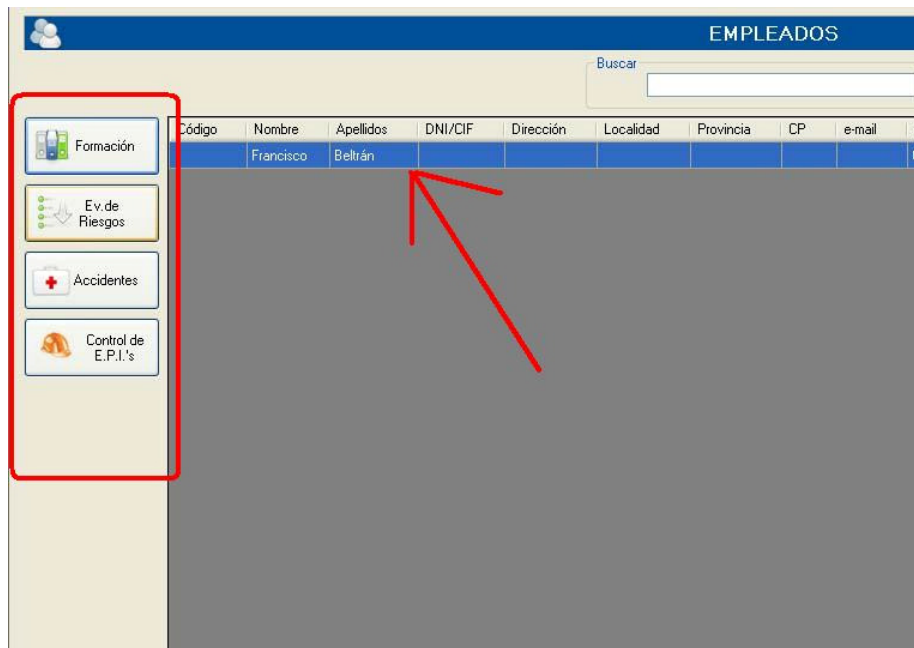 EMPLEADOS
Buscar
Código Nombre Apellidos DNI/CIF Dirección Localidad Provincia CP e-mail
Francisco Beltrán
Formación
Ev.de
Riesgos
Accidentes
Control de
E.P.I.'s